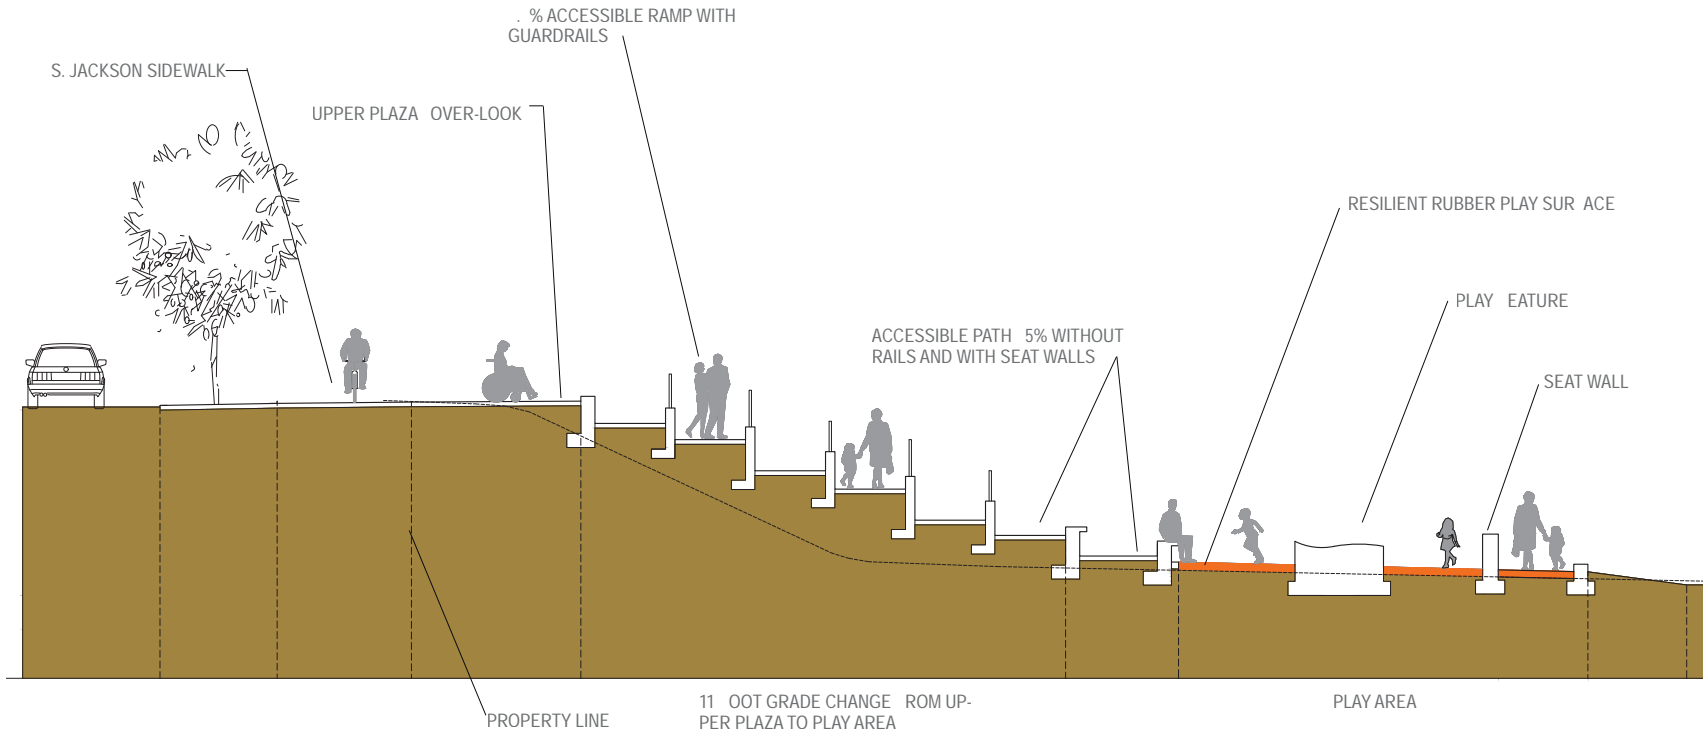 . % ACCESSIBLE RAMP WITH
GUARDRAILS
S. JACKSON SIDEWALK
UPPER PLAZA OVER-LOOK
RESILIENT RUBBER PLAY SUR ACE
PLAY EATURE
ACCESSIBLE PATH 5% WITHOUT
RAILS AND WITH SEAT WALLS
SEAT WALL
11 OOT GRADE CHANGE ROM UP-
PER PLAZA TO PLAY AREA
PLAY AREA
PROPERTY LINE